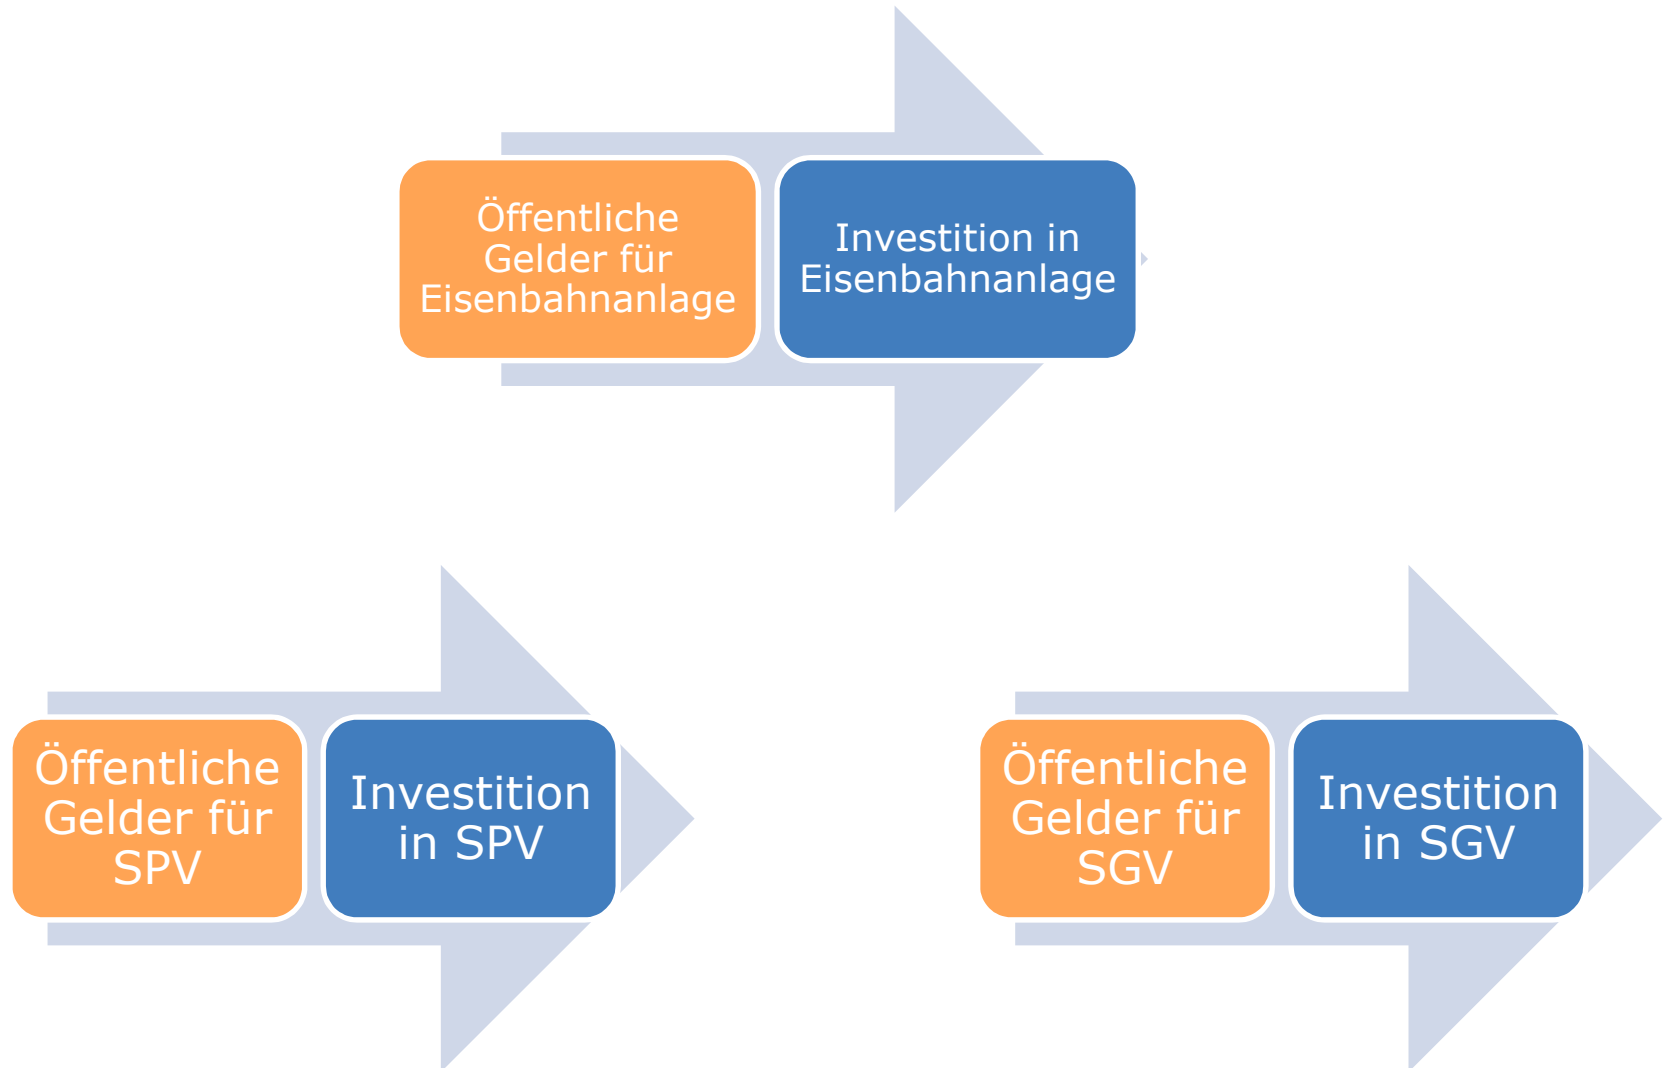 Öffentliche
Gelder für
Eisenbahnanlage
Investition in
Eisenbahnanlage
Öffentliche
Gelder für
SPV
Investition
in SPV
Öffentliche
Gelder für
SGV
Investition
in SGV